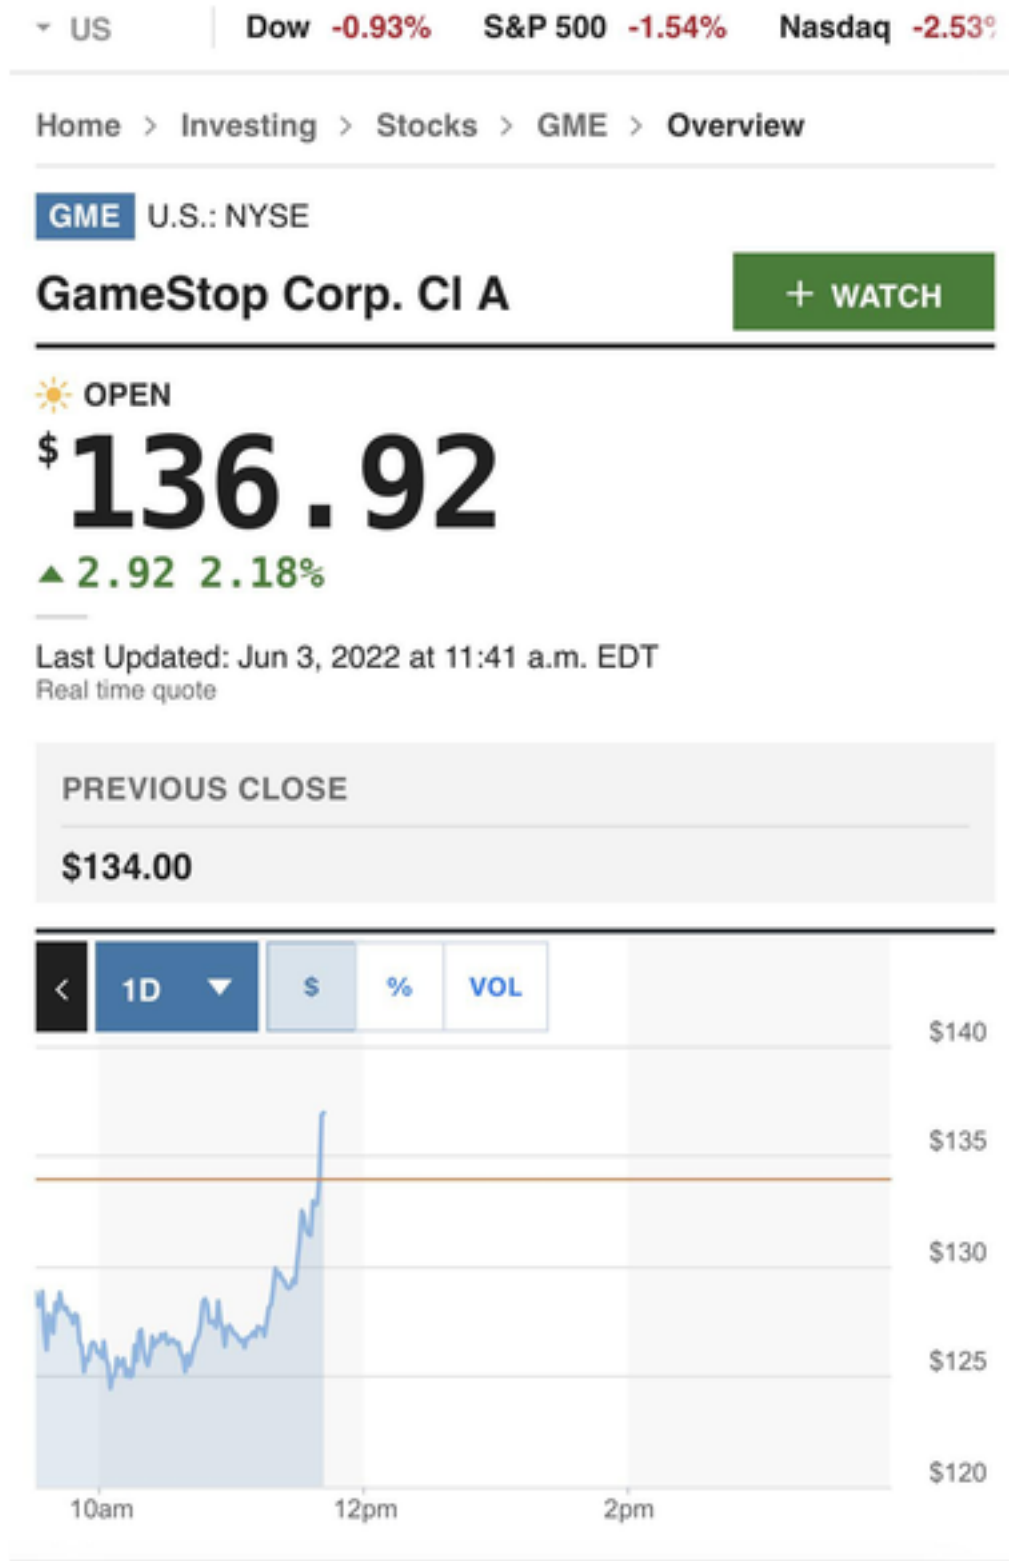 US Dow -0.93% S&P 500 -1.54% Nasdaq -2.53%
Home > Investing > Stocks > GME > Overview
GME U.S.: NYSE
GameStop Corp. Cl A
+ WATCH
OPEN
$136.92
2.92 2.18%
Last Updated: Jun 3, 2022 at 11:41 a.m. EDT
Real time quote
PREVIOUS CLOSE
$134.00
< 1D $ % VOL
$140
$135
$130
$125
$120
10am 12pm 2pm